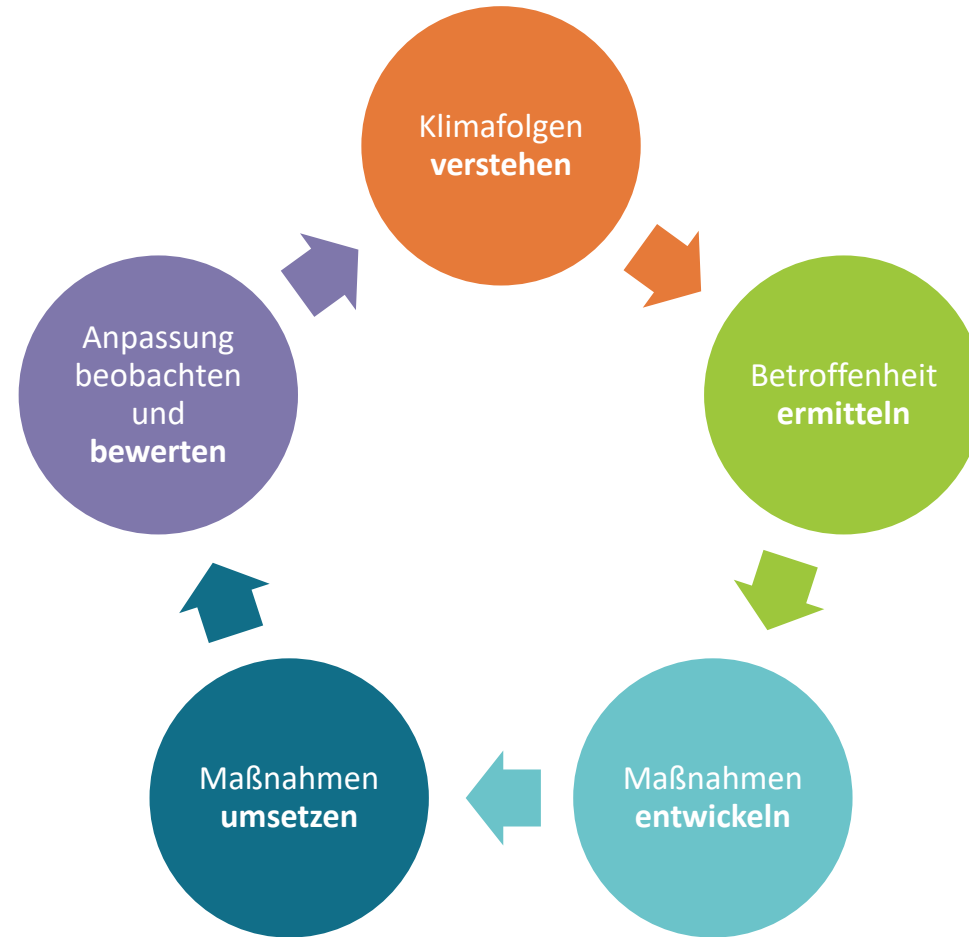 Klimafolgen
verstehen
Betroffenheit
ermitteln
Maßnahmen
entwickeln
Maßnahmen
umsetzen
Anpassung
beobachten
und
bewerten